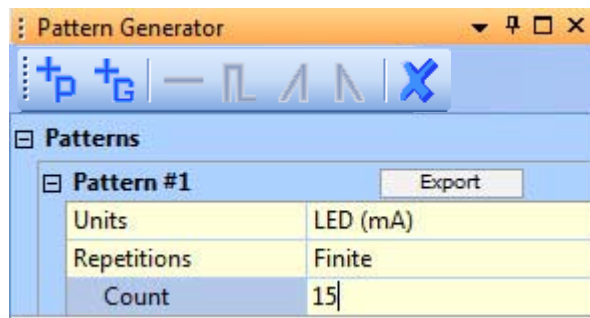 Pattern Generator
+P +G
Patterns
Pattern #1 Export
Units LED (mA)
Repetitions Finite
Count 15